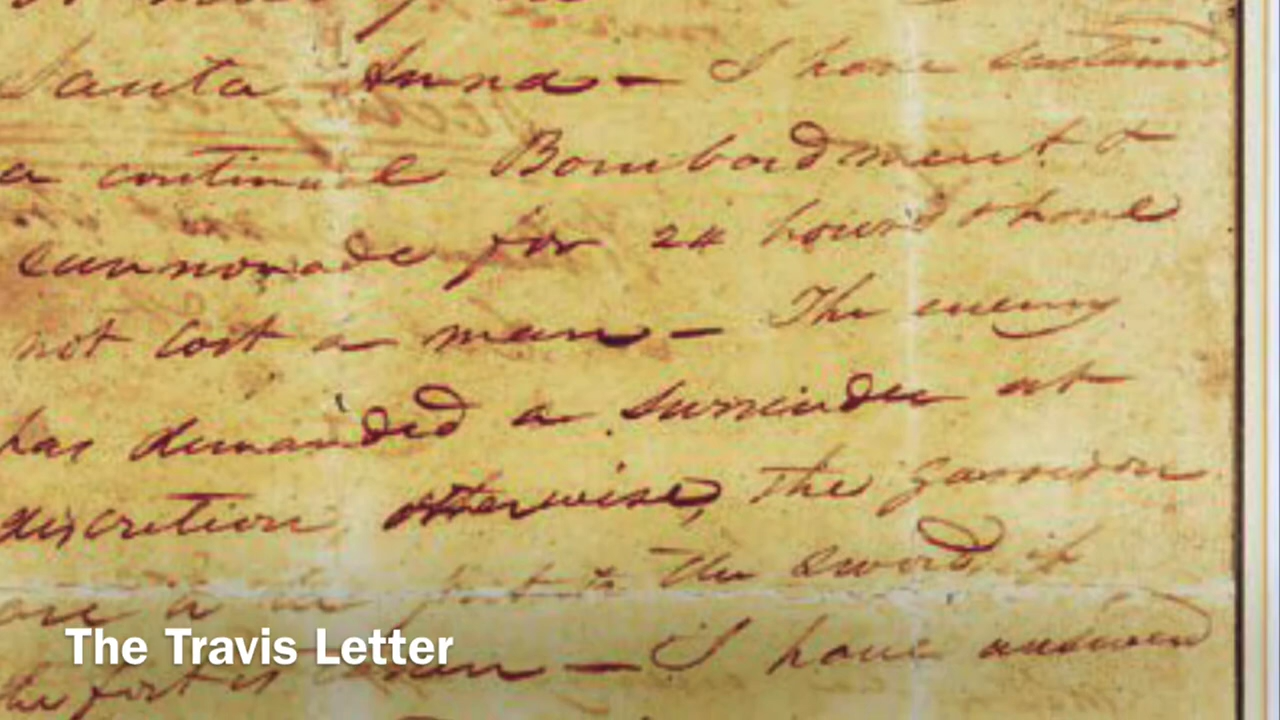 Santa Anna — I have sustained
a continual Bombardment &
cannonade for 24 hours & have
not lost a man — The enemy
has demanded a surrender at
discretion, otherwise, the garrison
are to be put to the sword, if
the fort is taken — I have answered
The Travis Letter